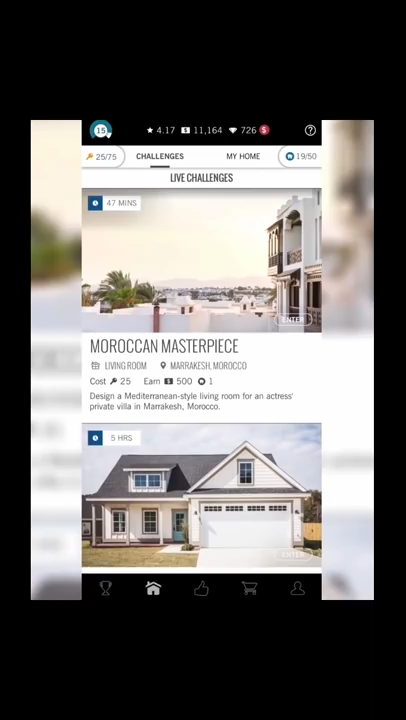 15 4.17 11,164 726 $ ?
25/75 CHALLENGES MY HOME 19/50
LIVE CHALLENGES
47 MINS
ENTER
MOROCCAN MASTERPIECE
LIVING ROOM MARRAKESH, MOROCCO
Cost 25 Earn $ 500 1
Design a Mediterranean-style living room for an actress'
private villa in Marrakesh, Morocco.
5 HRS
ENTER